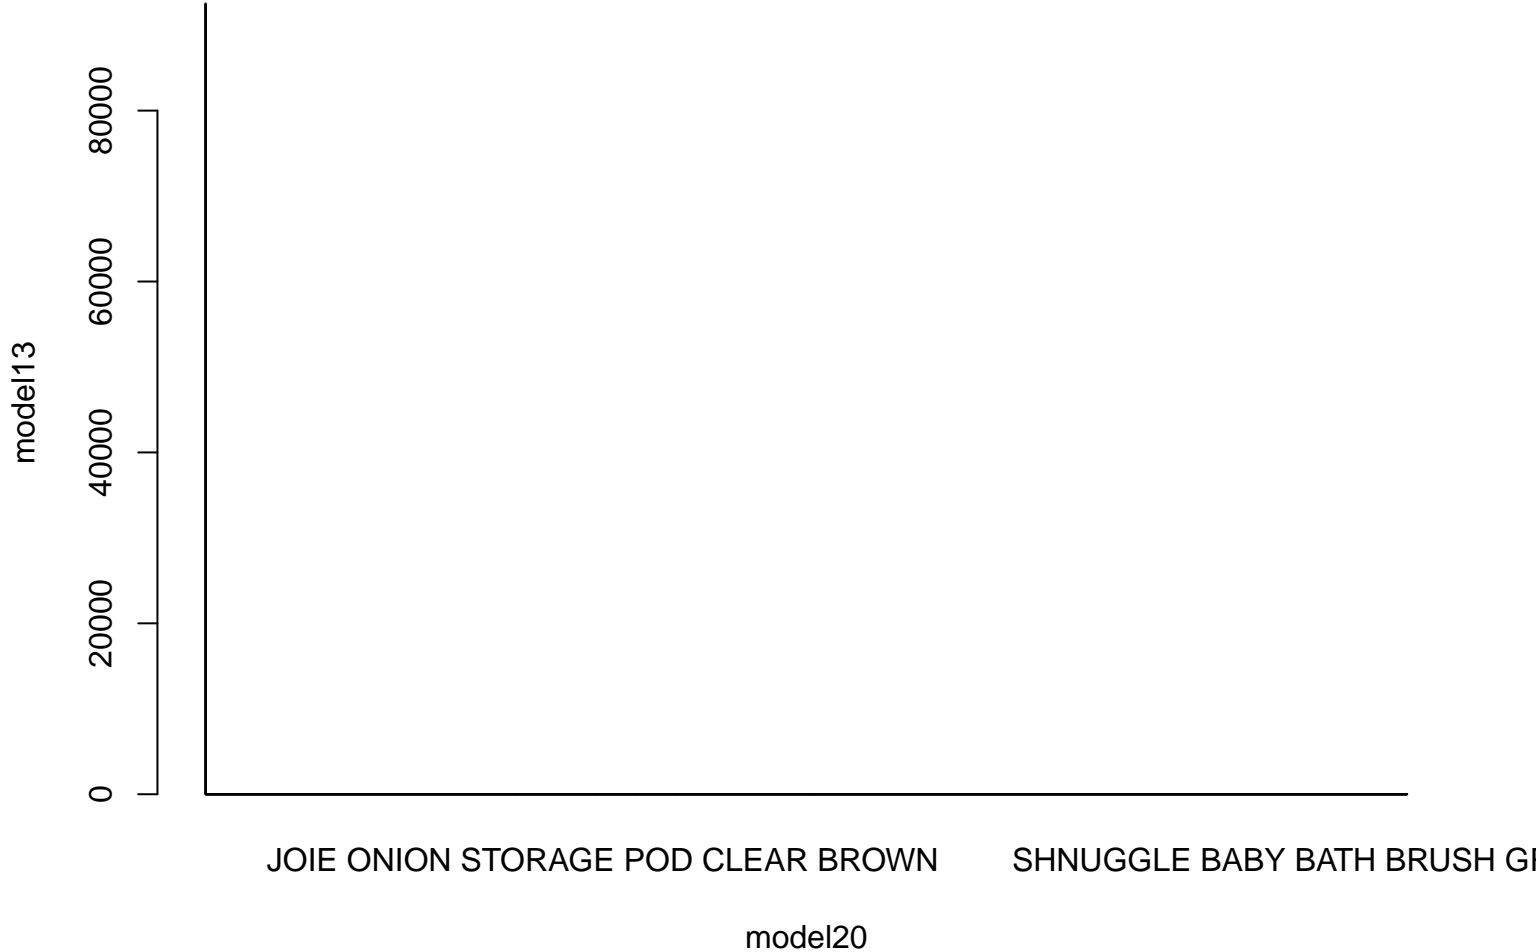 80000
60000
model13
40000
20000
0
JOIE ONION STORAGE POD CLEAR BROWN
SHNUGGLE BABY BATH BRUSH
model20